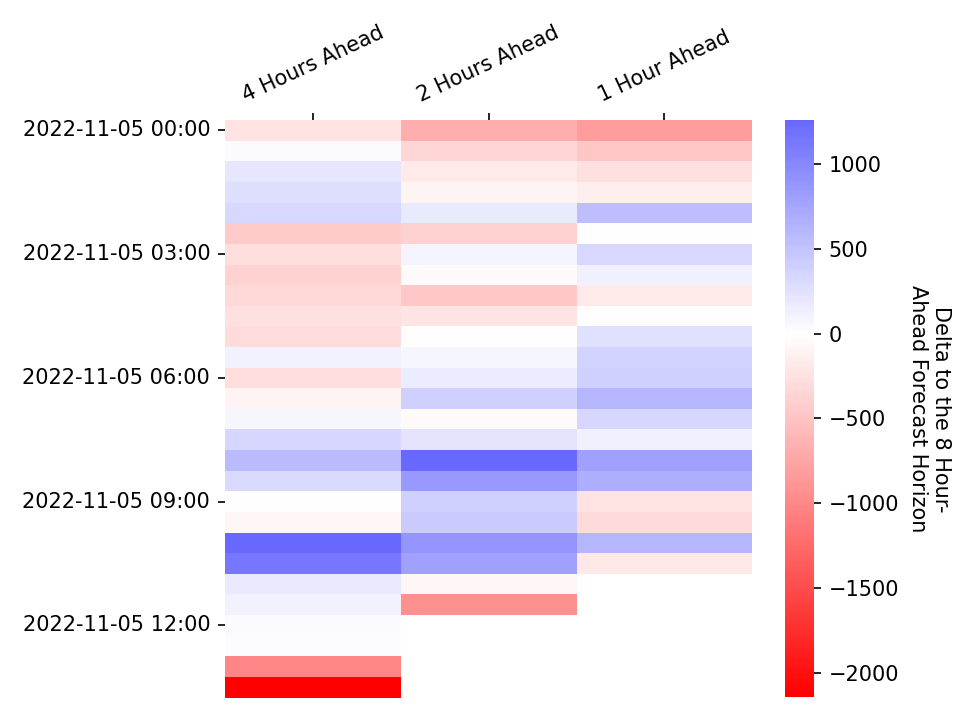 4 Hours Ahead
2 Hours Ahead
1 Hour Ahead
2022-11-05 00:00
2022-11-05 03:00
2022-11-05 06:00
2022-11-05 09:00
2022-11-05 12:00
1000
500
0
−500
−1000
−1500
−2000
Delta to the 8 Hour-
Ahead Forecast Horizon